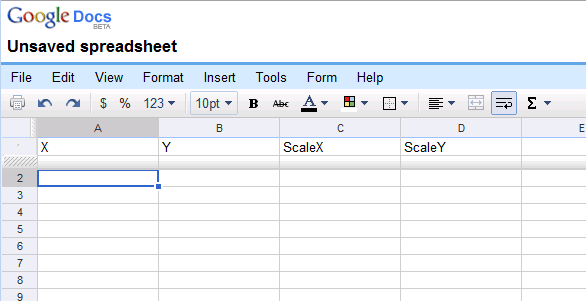 Google Docs
BETA
Unsaved spreadsheet
File Edit View Format Insert Tools Form Help
$ % 123 10pt B Abc A Σ
A B C D E
X Y ScaleX ScaleY
2
3
4
5
6
7
8
9